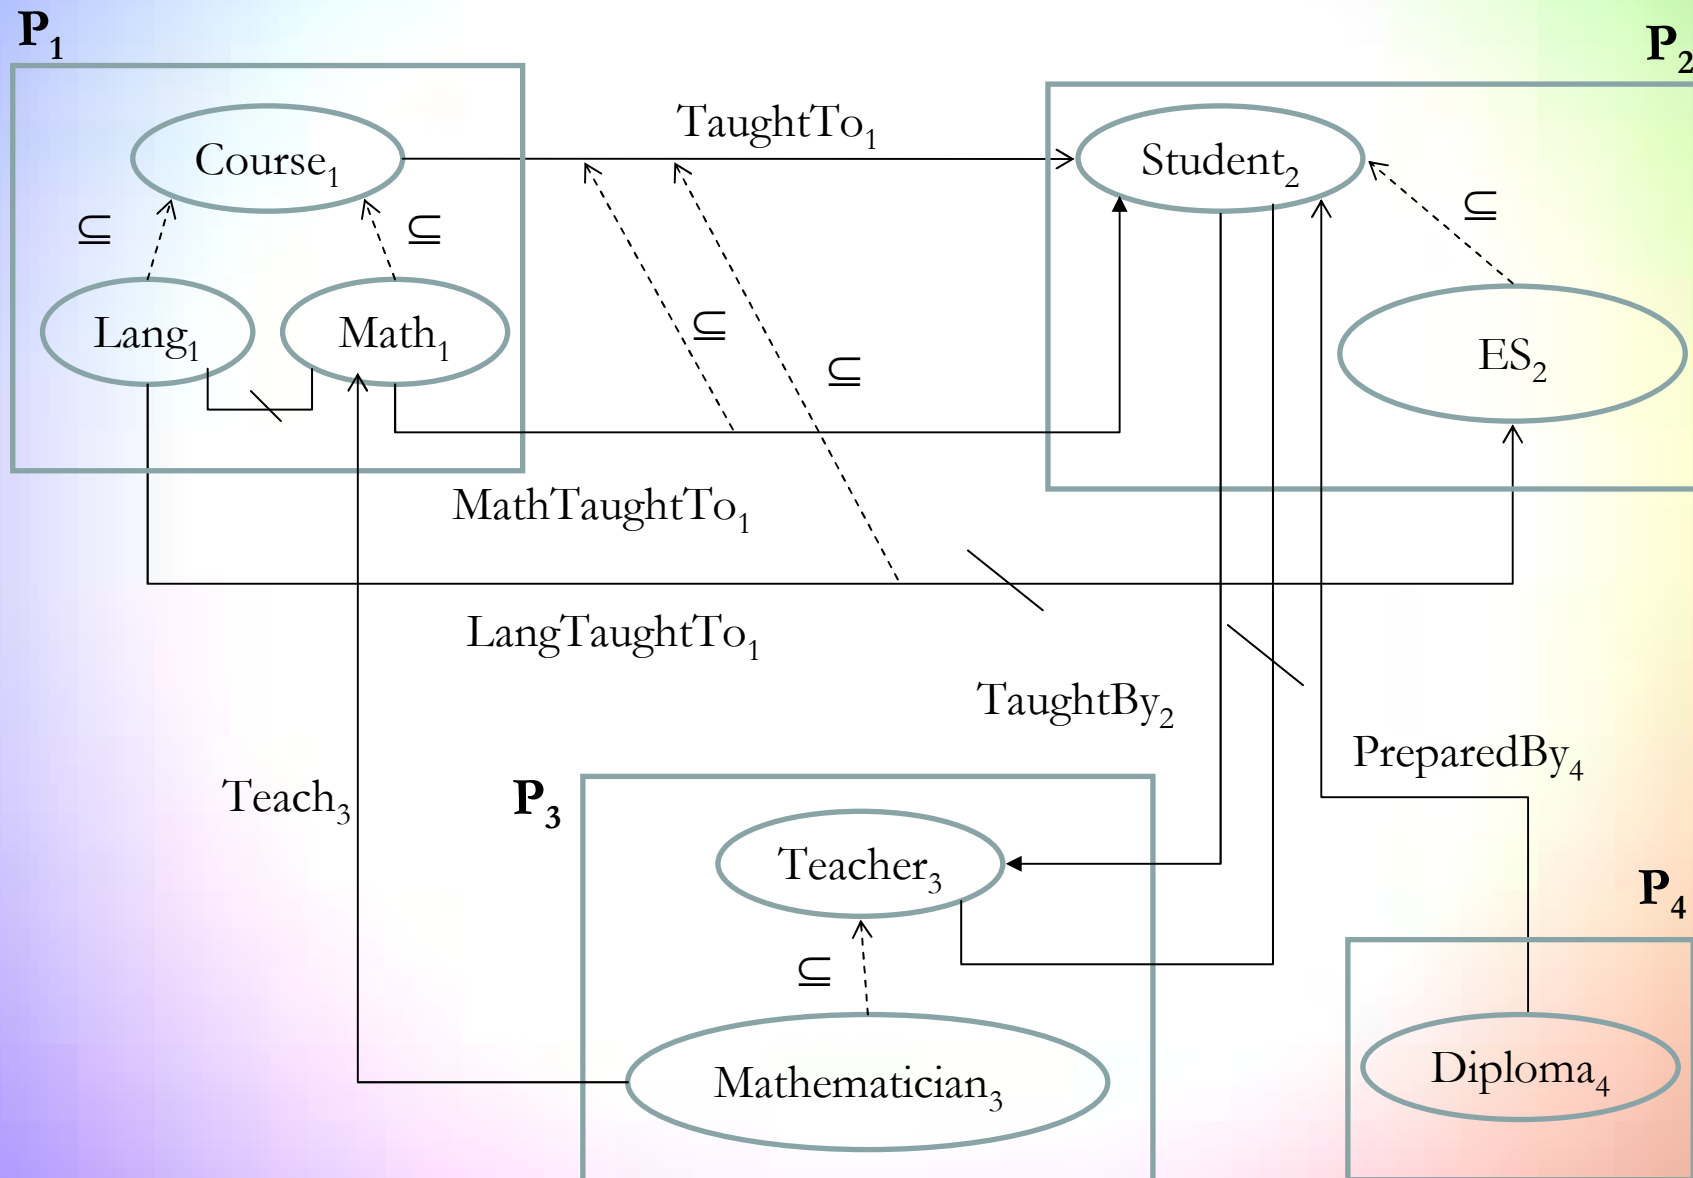 P₁
P₂
TaughtTo₁
Course₁
Student₂
⊆
⊆
⊆
Lang₁
Math₁
⊆
⊆
ES₂
MathTaughtTo₁
LangTaughtTo₁
TaughtBy₂
PreparedBy₄
Teach₃
P₃
Teacher₃
P₄
⊆
Mathematician₃
Diploma₄